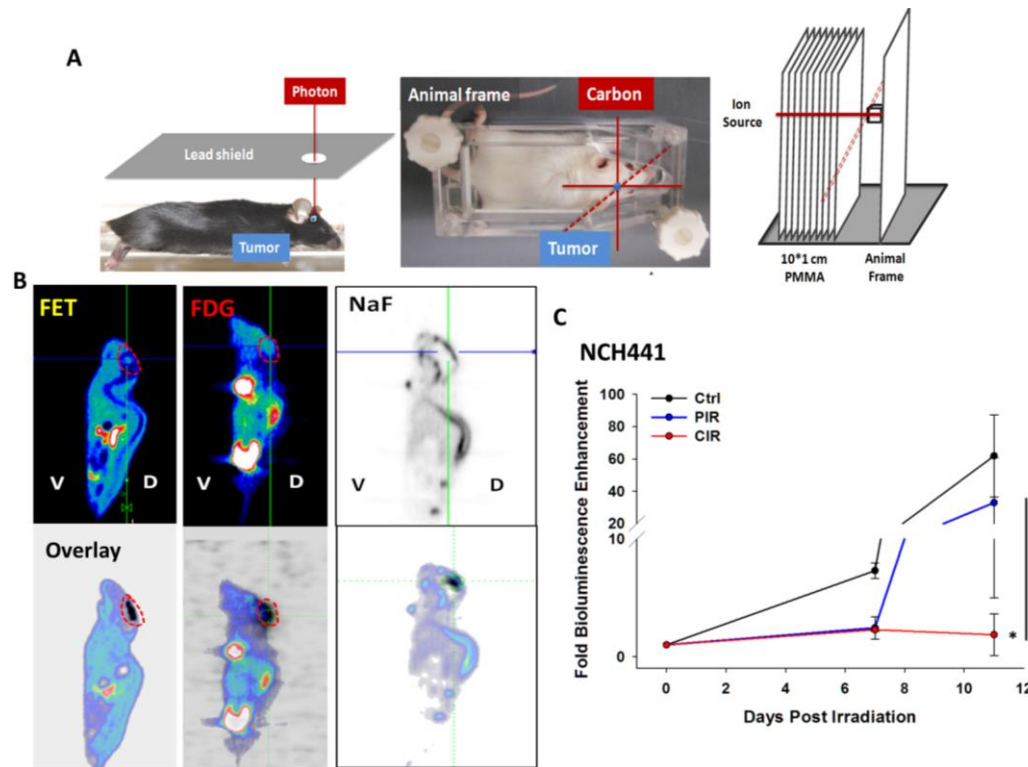 A
Photon
Lead shield
Tumor
Animal frame
Carbon
Tumor
Ion
Source
10*1 cm
PMMA
Animal
Frame
B
FET
V
D
FDG
V
D
NaF
V
D
Overlay
C
NCH441
Ctrl
PIR
CIR
Fold Bioluminescence Enhancement
100
80
60
40
20
10
0
*
0 2 4 6 8 10 12
Days Post Irradiation